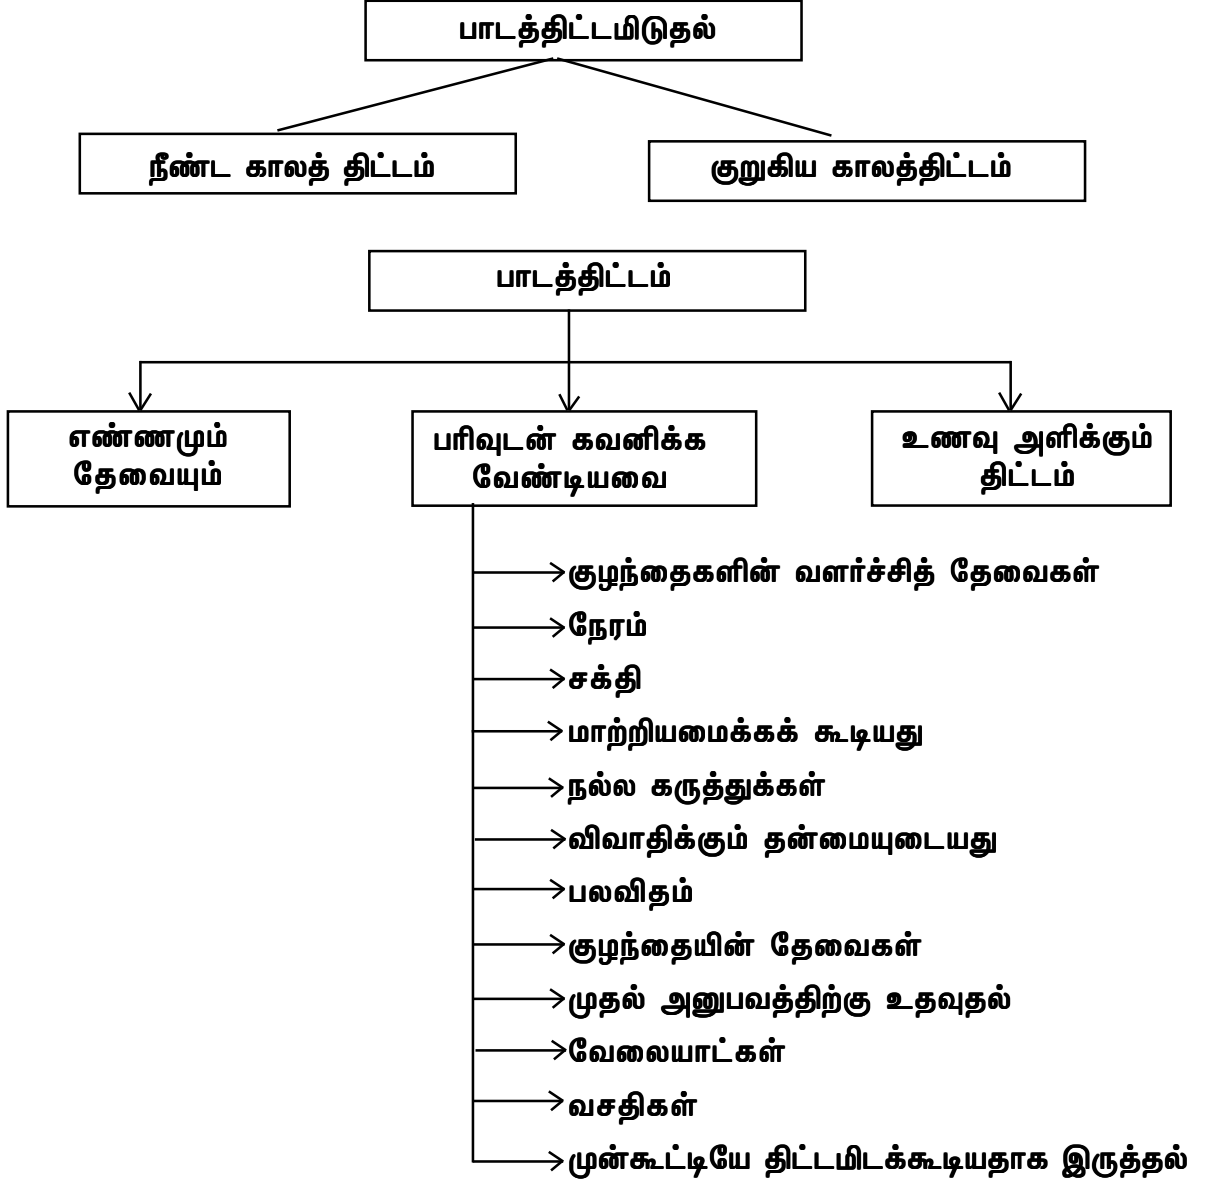 பாடத்திட்டமிடுதல்
நீண்ட காலத் திட்டம்
குறுகிய காலத்திட்டம்
பாடத்திட்டம்
எண்ணமும்
தேவையும்
பரிவுடன் கவனிக்க
வேண்டியவை
உணவு அளிக்கும்
திட்டம்
குழந்தைகளின் வளர்ச்சித் தேவைகள்
நேரம்
சக்தி
மாற்றியமைக்கக் கூடியது
நல்ல கருத்துக்கள்
விவாதிக்கும் தன்மையுடையது
பலவிதம்
குழந்தையின் தேவைகள்
முதல் அனுபவத்திற்கு உதவுதல்
வேலையாட்கள்
வசதிகள்
முன்கூட்டியே திட்டமிடக்கூடியதாக இருத்தல்